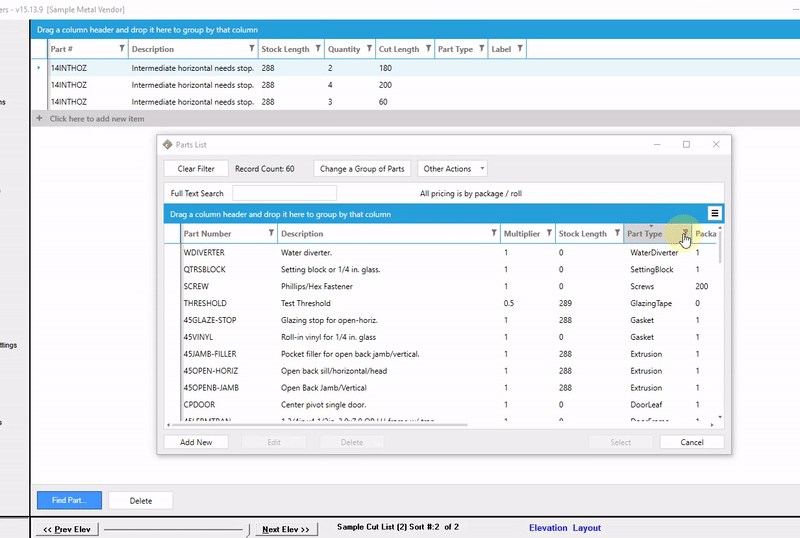 ers - v15.13.9 [Sample Metal Vendor]
Drag a column header and drop it here to group by that column
Part # Description Stock Length Quantity Cut Length Part Type Label
14INTHOZ Intermediate horizontal needs stop. 288 2 180
14INTHOZ Intermediate horizontal needs stop. 288 4 200
14INTHOZ Intermediate horizontal needs stop. 288 3 60
+ Click here to add new item
ns
ttings
s
Parts List
Clear Filter Record Count: 60 Change a Group of Parts Other Actions
Full Text Search All pricing is by package / roll
Drag a column header and drop it here to group by that column
Part Number Description Multiplier Stock Length Part Type Packa
WDIVERTER Water diverter. 1 0 WaterDiverter 1
QTRSBLOCK Setting block or 1/4 in. glass. 1 0 SettingBlock 1
SCREW Phillips/Hex Fastener 1 0 Screws 200
THRESHOLD Test Threshold 0.5 289 GlazingTape 0
45GLAZE-STOP Glazing stop for open-horiz. 1 288 Gasket 1
45VINYL Roll-in vinyl for 1/4 in. glass 1 0 Gasket 1
45JAMB-FILLER Pocket filler for open back jamb/vertical. 1 288 Extrusion 1
45OPEN-HORIZ Open back sill/horizontal/head 1 288 Extrusion 1
45OPENB-JAMB Open Back Jamb/Vertical 1 288 Extrusion 1
CPDOOR Center pivot single door. 1 0 DoorLeaf 1
Add New Edit Delete Select Cancel
Find Part... Delete
<< Prev Elev Next Elev >> Sample Cut List (2) Sort #:2 of 2 Elevation Layout